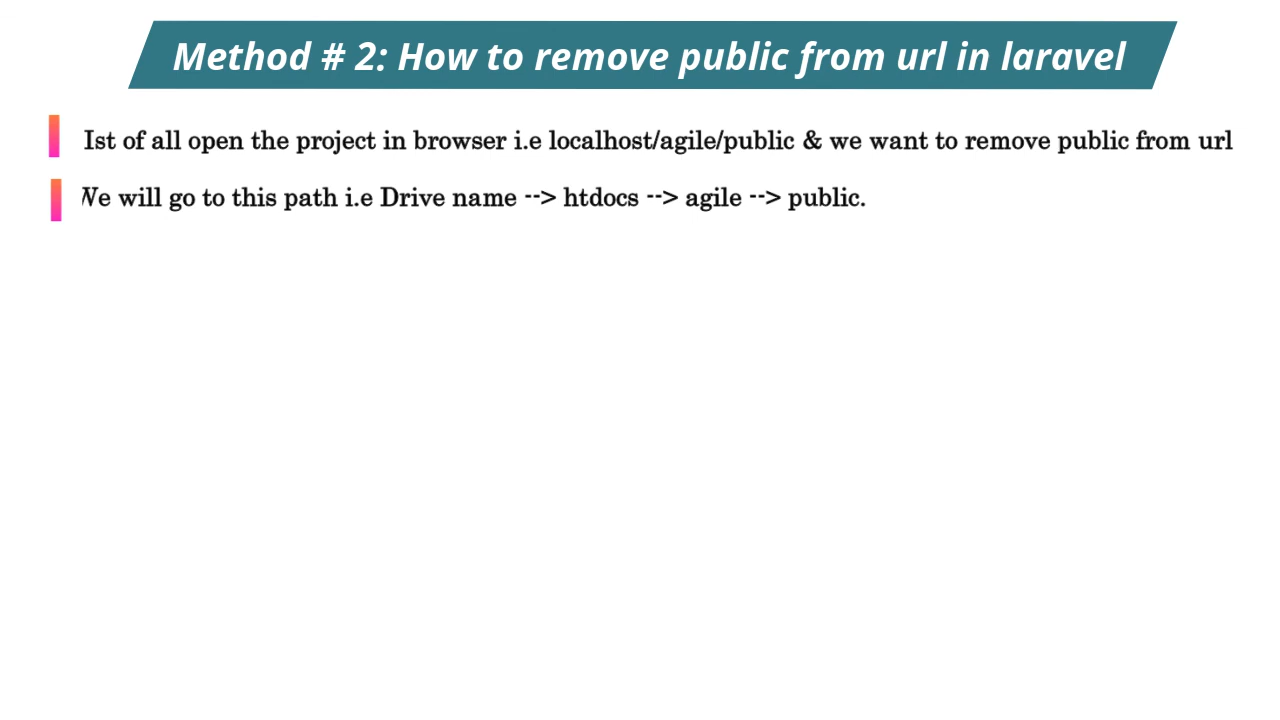 Method # 2: How to remove public from url in laravel
Ist of all open the project in browser i.e localhost/agile/public & we want to remove public from url
We will go to this path i.e Drive name --> htdocs --> agile --> public.